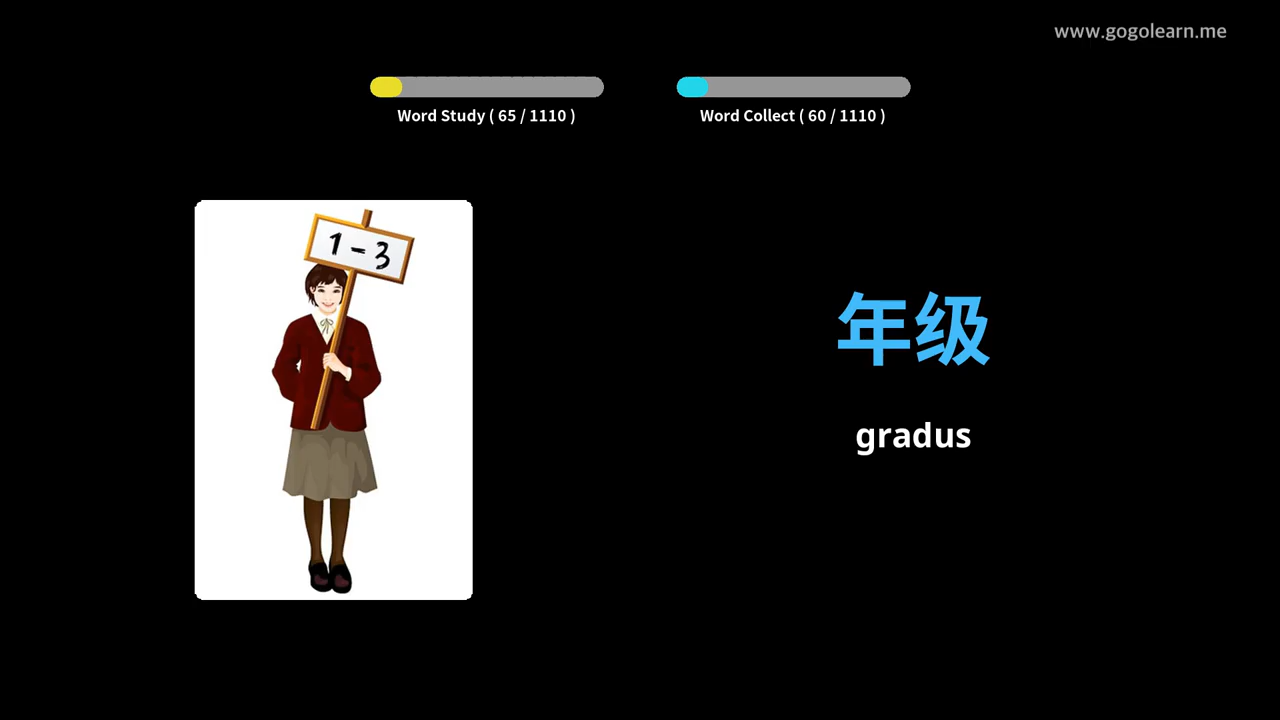 www.gogolearn.me
Word Study ( 65 / 1110 )
Word Collect ( 60 / 1110 )
1 - 3
年级
gradus